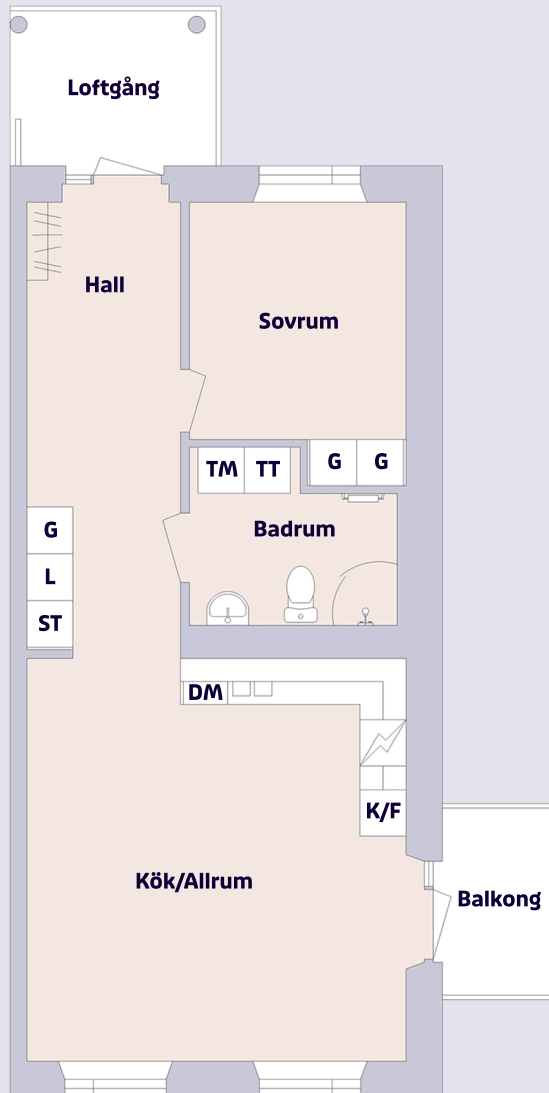 Loftgång
Hall
Sovrum
TM TT
G G
G
L
ST
Badrum
DM
K/F
Kök/Allrum
Balkong